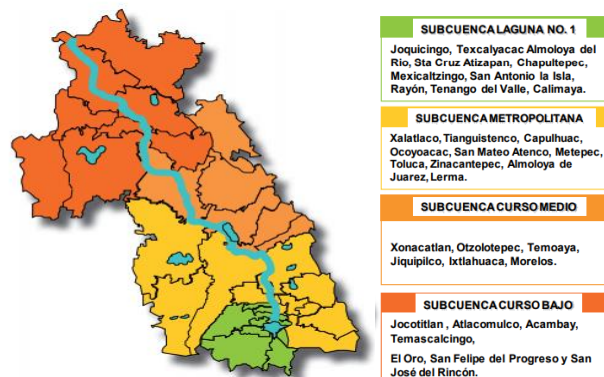 SUBCUENCA LAGUNA NO. 1
Joquicingo, Texcalyacac Almoloya del
Rio, Sta Cruz Atizapan, Chapultepec,
Mexicaltzingo, San Antonio la Isla,
Rayón, Tenango del Valle, Calimaya.
SUBCUENCA METROPOLITANA
Xalatlaco, Tianguistenco, Capulhuac,
Ocoyoacac, San Mateo Atenco, Metepec,
Toluca, Zinacantepec, Almoloya de
Juarez, Lerma.
SUBCUENCA CURSO MEDIO
Xonacatlan, Otzolotepec, Temoaya,
Jiquipilco, Ixtlahuaca, Morelos.
SUBCUENCA CURSO BAJO
Jocotitlan , Atlacomulco, Acambay,
Temascalcingo,
El Oro, San Felipe del Progreso y San
José del Rincón.